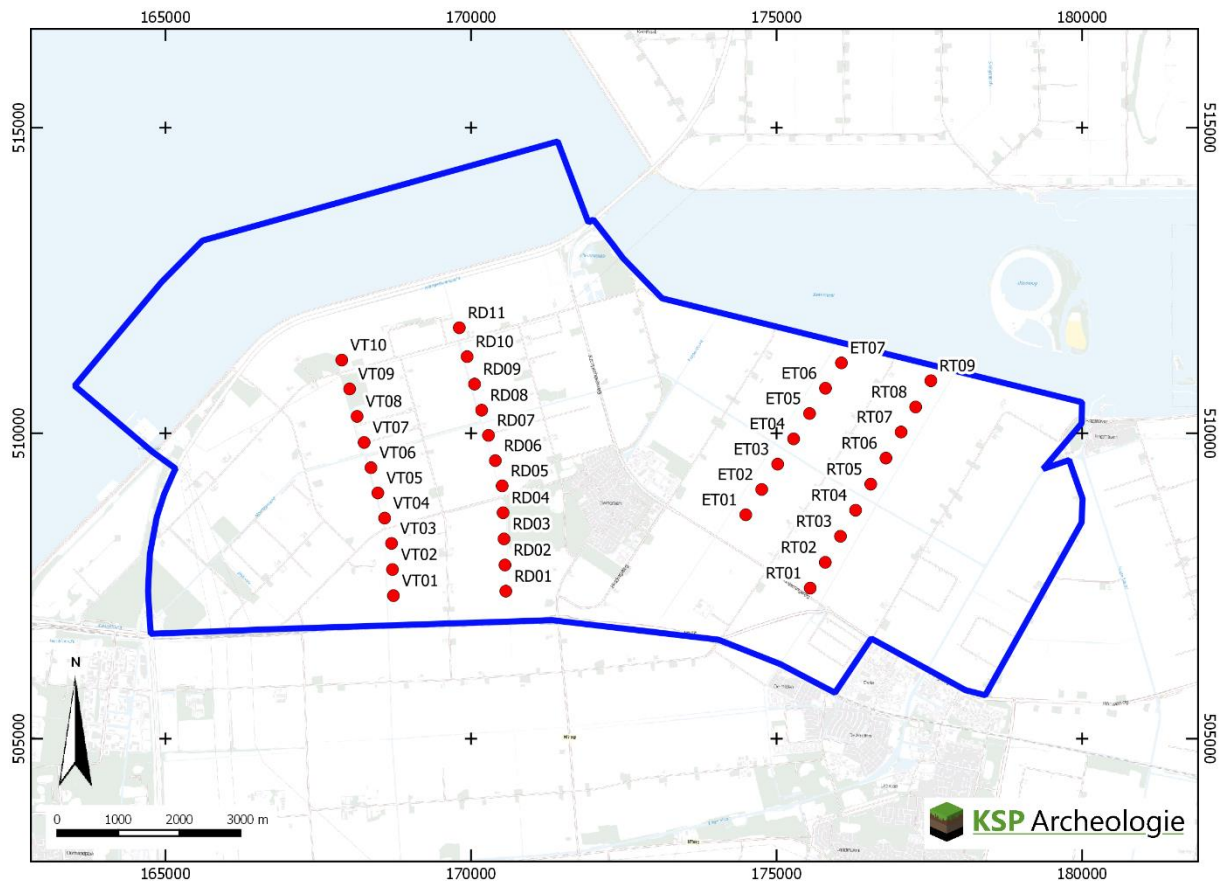 165000 170000 175000 180000
515000 515000
RD11
RD10
VT10
ET07
RT09
VT09
RD09
ET06
RT08
VT08
RD08
ET05
RT07
510000 510000
VT07
RD07
ET04
RT06
VT06
RD06
ET03
RT05
VT05
RD05
ET02
RT04
VT04
RD04
ET01
RT03
VT03
RD03
RT02
VT02
RD02
RT01
VT01
RD01
N
505000 505000
0 1000 2000 3000 m
KSP Archeologie
165000 170000 175000 180000